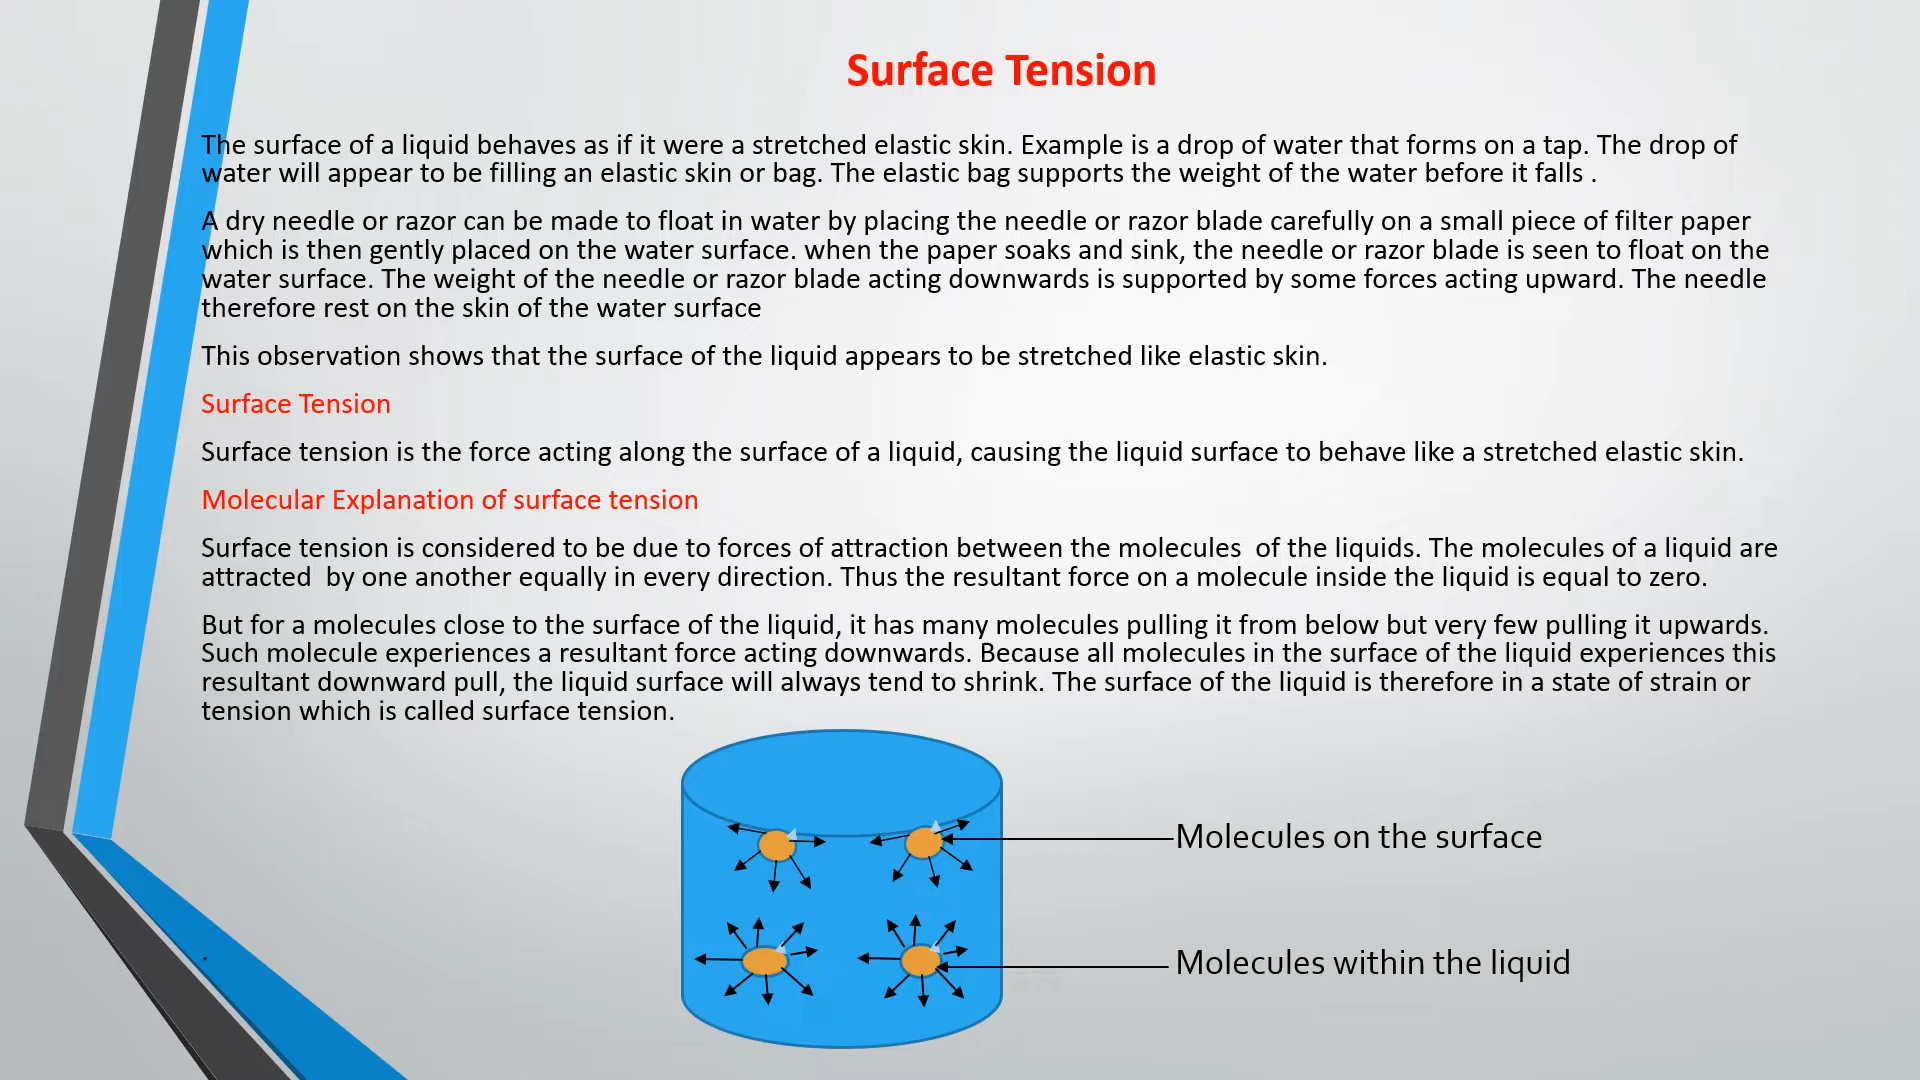 Surface Tension
The surface of a liquid behaves as if it were a stretched elastic skin. Example is a drop of water that forms on a tap. The drop of
water will appear to be filling an elastic skin or bag. The elastic bag supports the weight of the water before it falls .
A dry needle or razor can be made to float in water by placing the needle or razor blade carefully on a small piece of filter paper
which is then gently placed on the water surface. when the paper soaks and sink, the needle or razor blade is seen to float on the
water surface. The weight of the needle or razor blade acting downwards is supported by some forces acting upward. The needle
therefore rest on the skin of the water surface
This observation shows that the surface of the liquid appears to be stretched like elastic skin.
Surface Tension
Surface tension is the force acting along the surface of a liquid, causing the liquid surface to behave like a stretched elastic skin.
Molecular Explanation of surface tension
Surface tension is considered to be due to forces of attraction between the molecules  of the liquids. The molecules of a liquid are
attracted  by one another equally in every direction. Thus the resultant force on a molecule inside the liquid is equal to zero.
But for a molecules close to the surface of the liquid, it has many molecules pulling it from below but very few pulling it upwards.
Such molecule experiences a resultant force acting downwards. Because all molecules in the surface of the liquid experiences this
resultant downward pull, the liquid surface will always tend to shrink. The surface of the liquid is therefore in a state of strain or
tension which is called surface tension.
Molecules on the surface
.
Molecules within the liquid